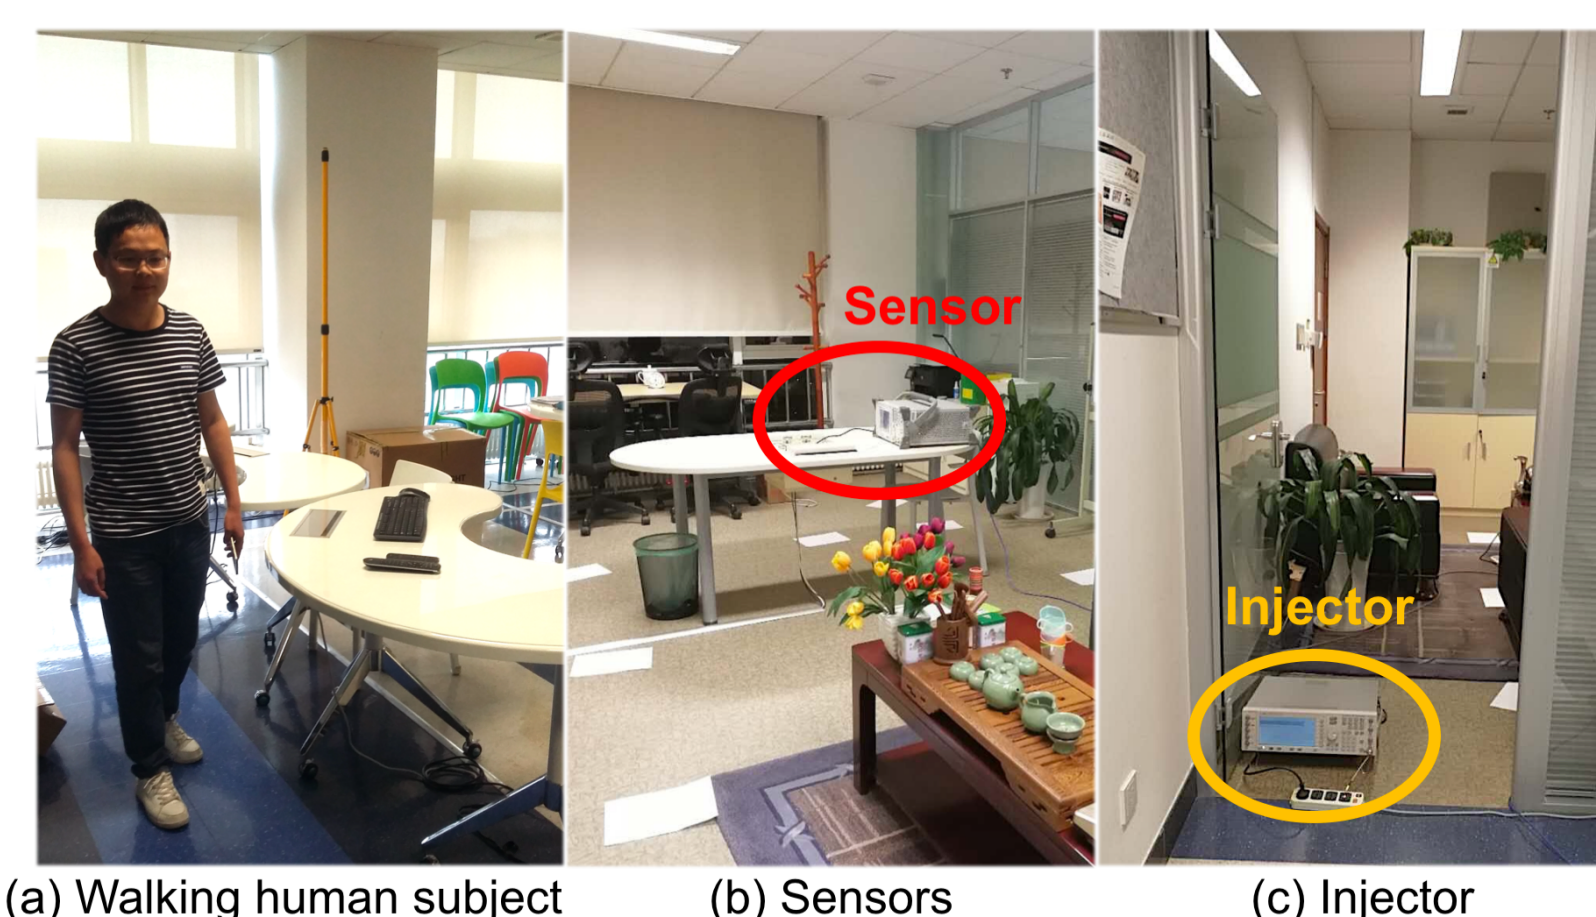 Sensor
Injector
(a) Walking human subject
(b) Sensors
(c) Injector